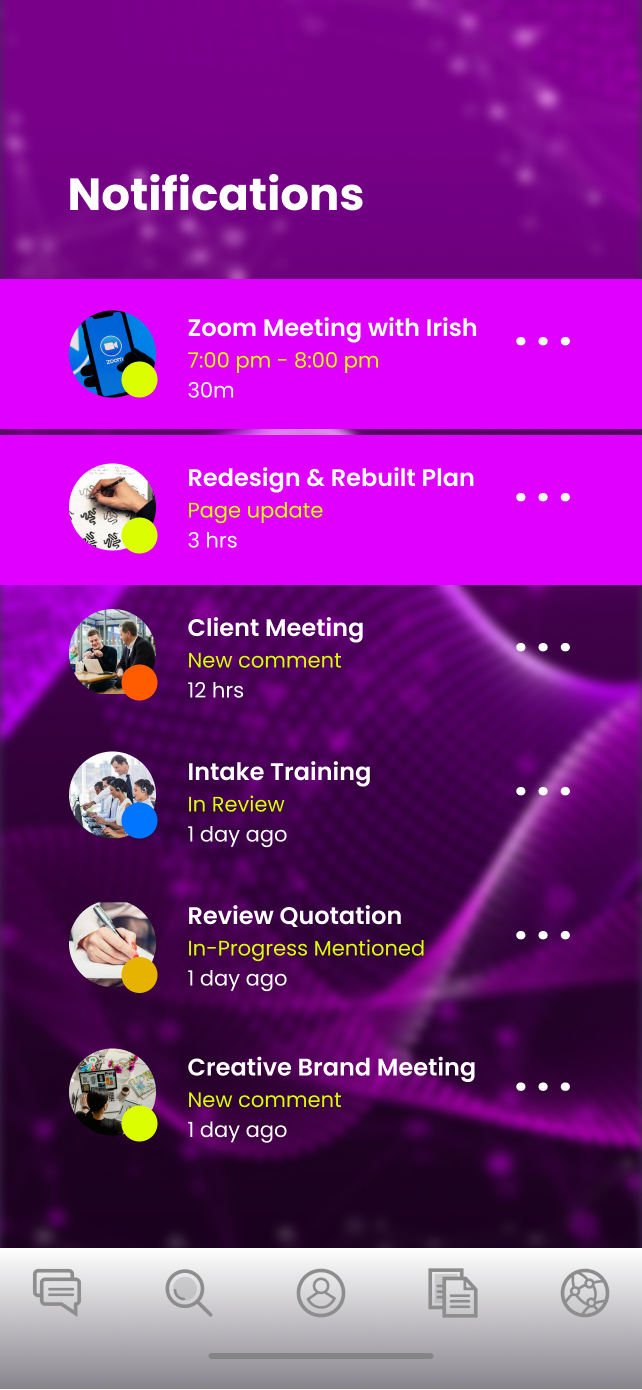 Notifications
zoom
Zoom Meeting with Irish
7:00 pm - 8:00 pm
30m
Redesign & Rebuilt Plan
Page update
3 hrs
Client Meeting
New comment
12 hrs
Intake Training
In Review
1 day ago
Review Quotation
In-Progress Mentioned
1 day ago
Creative Brand Meeting
New comment
1 day ago